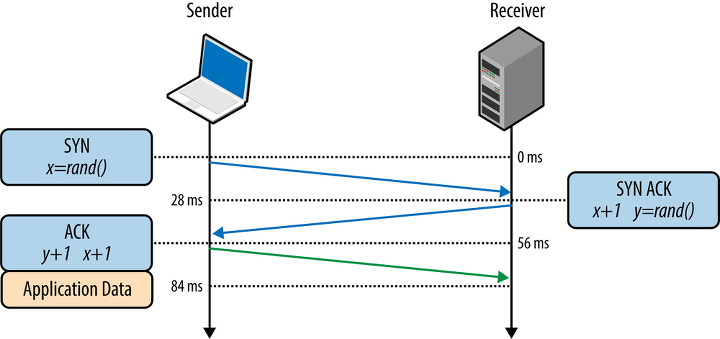 Sender
Receiver
SYN
x=rand()
0 ms
28 ms
SYN ACK
x+1 y=rand()
ACK
y+1 x+1
56 ms
Application Data
84 ms